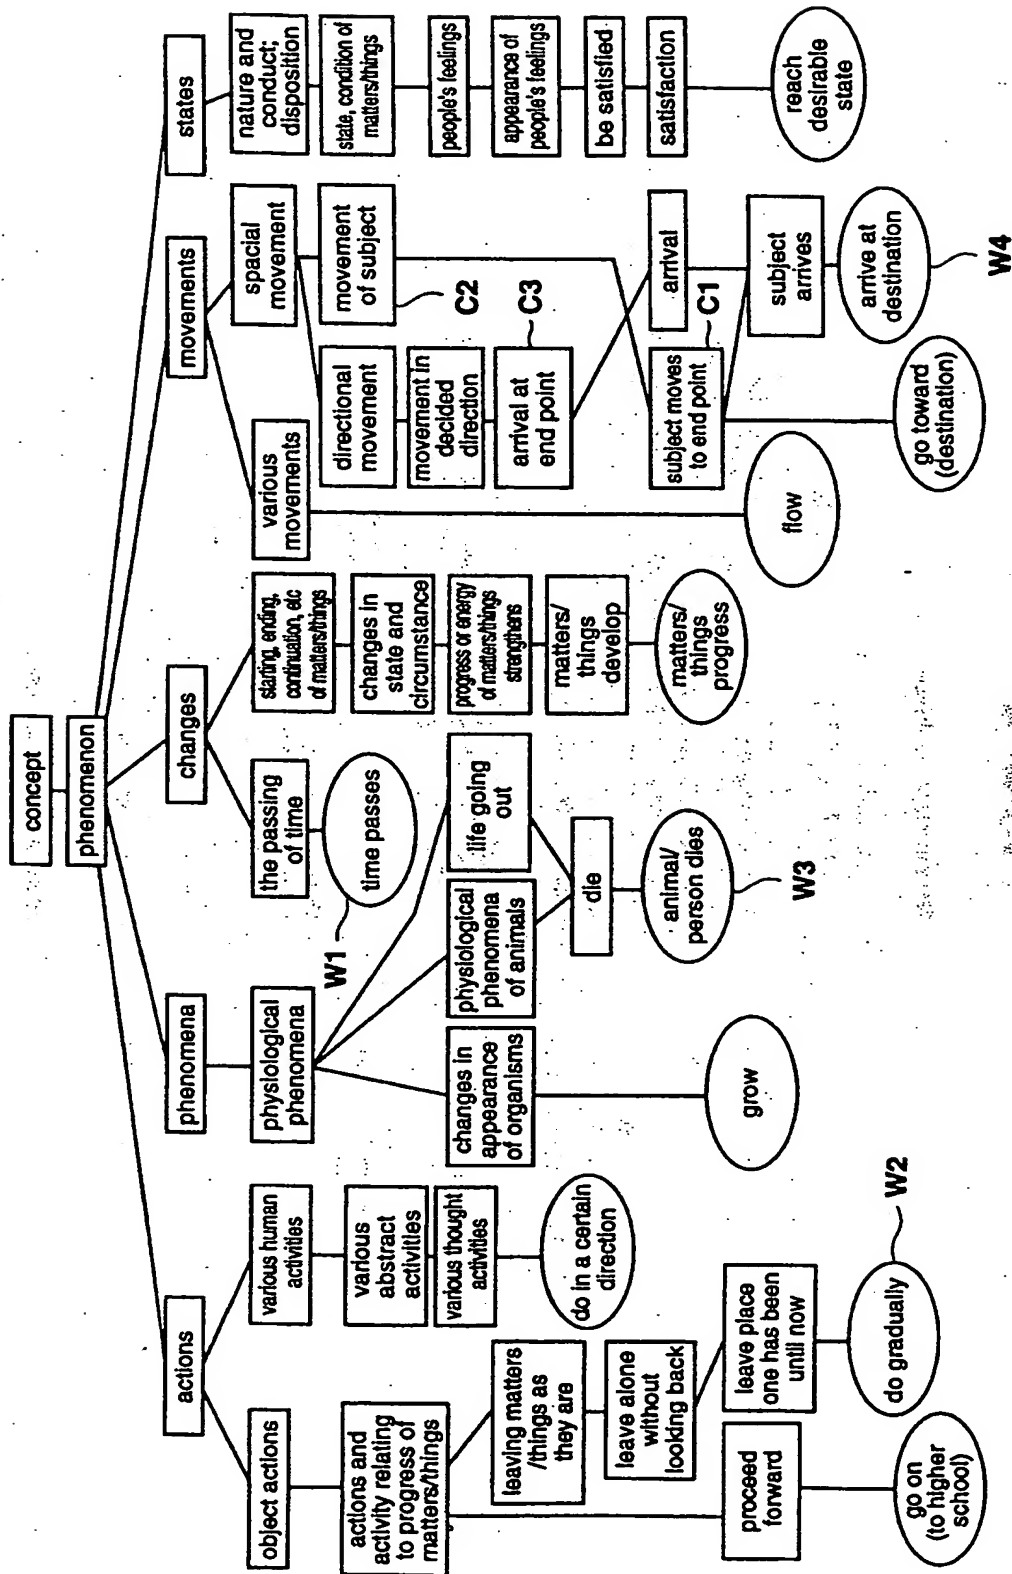 concept
phenomenon
actions
phenomena
changes
movements
states
object actions
various human
activities
physiological
phenomena
the passing
of time
starting, ending,
continuation, etc
of matters/things
various
movements
spacial
movement
nature and
conduct;
disposition
actions and
activity relating
to progress of
matters/things
various
abstract
activities
time passes
W1
changes in
state and
circumstance
directional
movement
movement
of subject
C2
state, condition of
matters/things
various thought
activities
progress or energy
of matters/things
strengthens
movement in
decided
direction
people's feelings
leaving matters
/things as
they are
do in a certain
direction
changes in
appearance
of organisms
physiological
phenomena
of animals
life going
out
matters/
things
develop
arrival at
end point
C3
appearance of
people's feelings
leave alone
without
looking back
die
be satisfied
matters/
things
progress
subject moves
to end point
C1
arrival
satisfaction
animal/
person dies
W3
proceed
forward
leave place
one has been
until now
grow
flow
subject
arrives
reach
desirable
state
go on
(to higher
school)
do gradually
W2
go toward
(destination)
arrive at
destination
W4